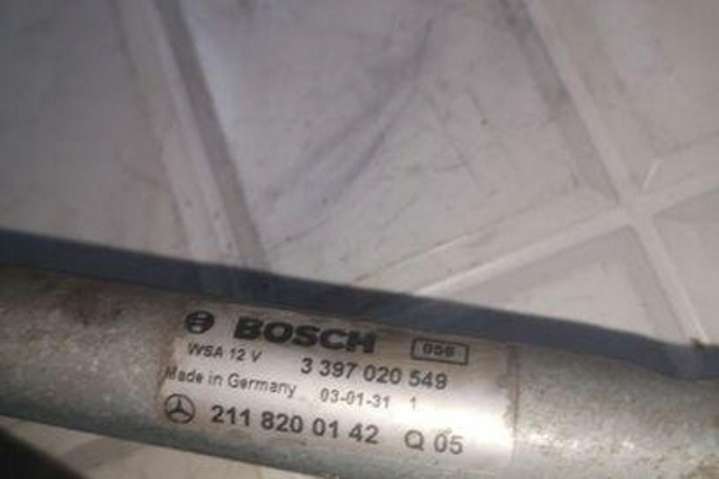 BOSCH 056
WSA 12 V 3 397 020 549
Made in Germany 03-01-31 1
211 820 01 42 Q 05